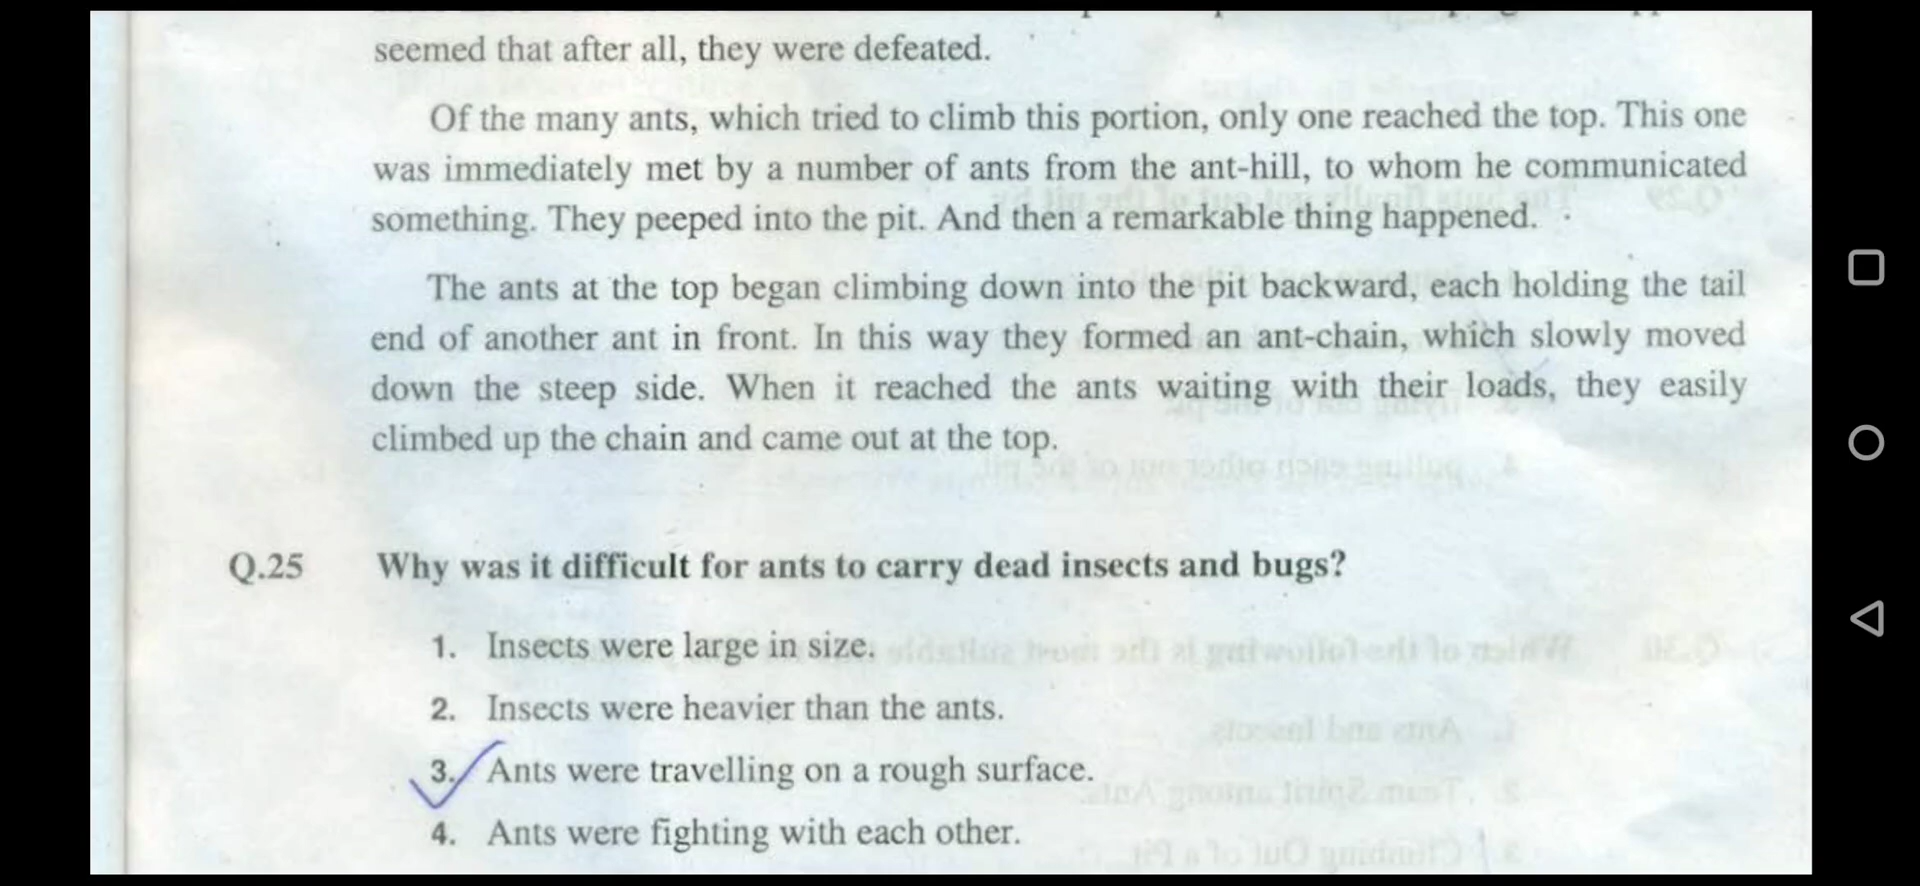 seemed that after all, they were defeated.
Of the many ants, which tried to climb this portion, only one reached the top. This one
was immediately met by a number of ants from the ant-hill, to whom he communicated
something. They peeped into the pit. And then a remarkable thing happened.
The ants at the top began climbing down into the pit backward, each holding the tail
end of another ant in front. In this way they formed an ant-chain, which slowly moved
down the steep side. When it reached the ants waiting with their loads, they easily
climbed up the chain and came out at the top.
Q.25 Why was it difficult for ants to carry dead insects and bugs?
1. Insects were large in size.
2. Insects were heavier than the ants.
3. Ants were travelling on a rough surface.
4. Ants were fighting with each other.